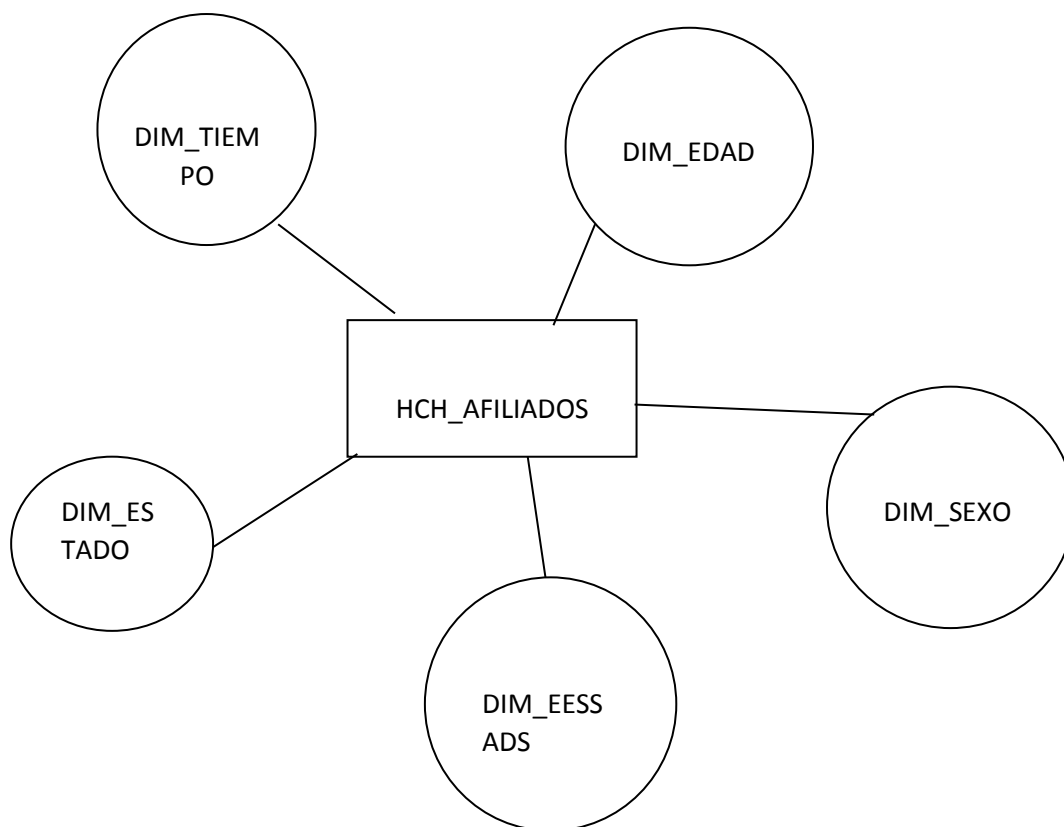 DIM_TIEM
PO
DIM_EDAD
HCH_AFILIADOS
DIM_ES
TADO
DIM_SEXO
DIM_EESS
ADS